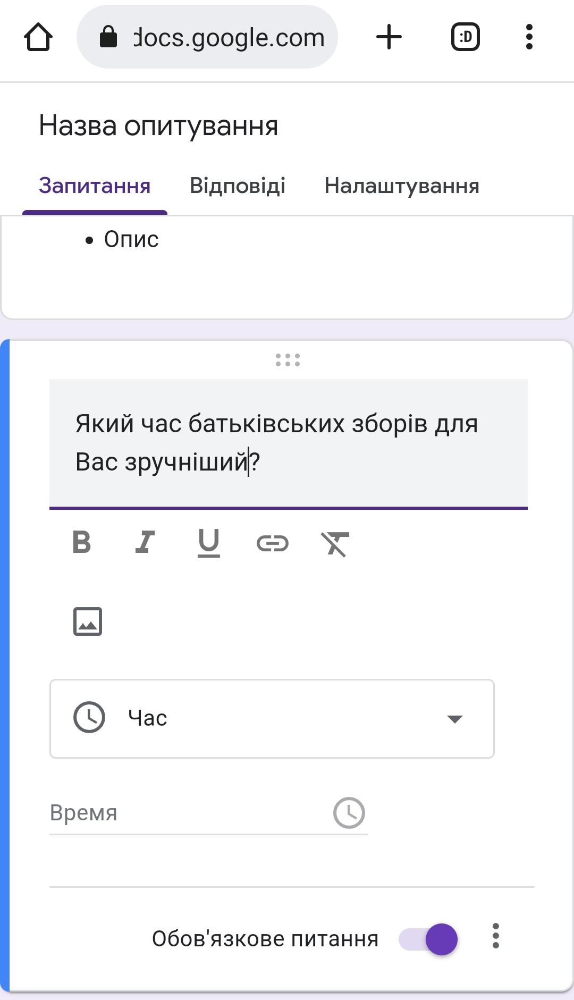 docs.google.com
:D
Назва опитування
Запитання Відповіді Налаштування
• Опис
Який час батьківських зборів для
Вас зручніший?
B I U
Час
Время
Обов'язкове питання